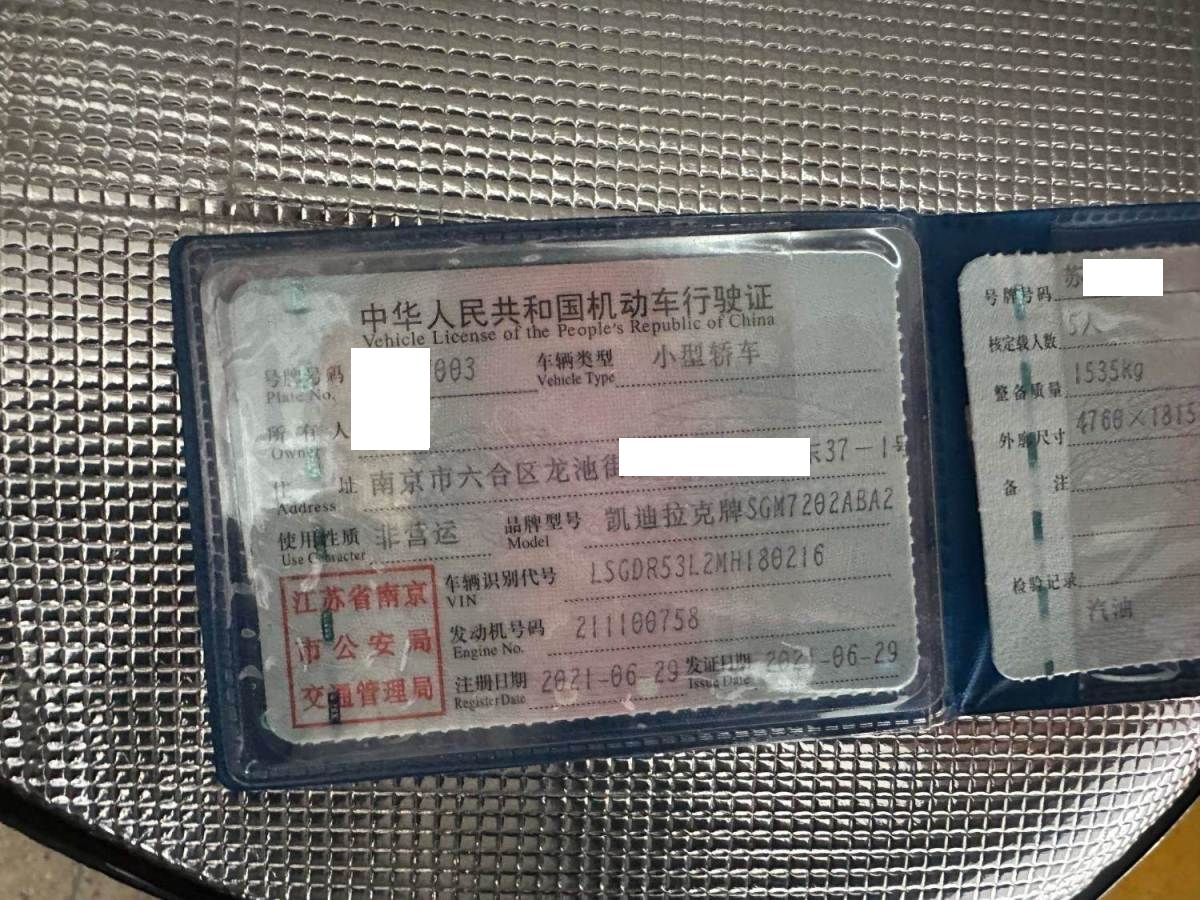 中华人民共和国机动车行驶证
Vehicle License of the People's Republic of China
号牌号码 003 车辆类型 小型轿车
Plate No. Vehicle Type
所有人
Owner
住址 南京市六合区龙池街 东37-1号
Address
使用性质 非营运 品牌型号 凯迪拉克牌SGM7202ABA2
Use Character Model
江苏省南京
市公安局
交通管理局
车辆识别代号 LSGDR53L2MH180216
VIN
发动机号码 211100758
Engine No.
注册日期 2021-06-29 发证日期 2021-06-29
Register Date Issue Date
号牌号码 苏
核定载人数 5人
整备质量 1535kg
外廓尺寸 4760×1815
备注
检验记录
汽油